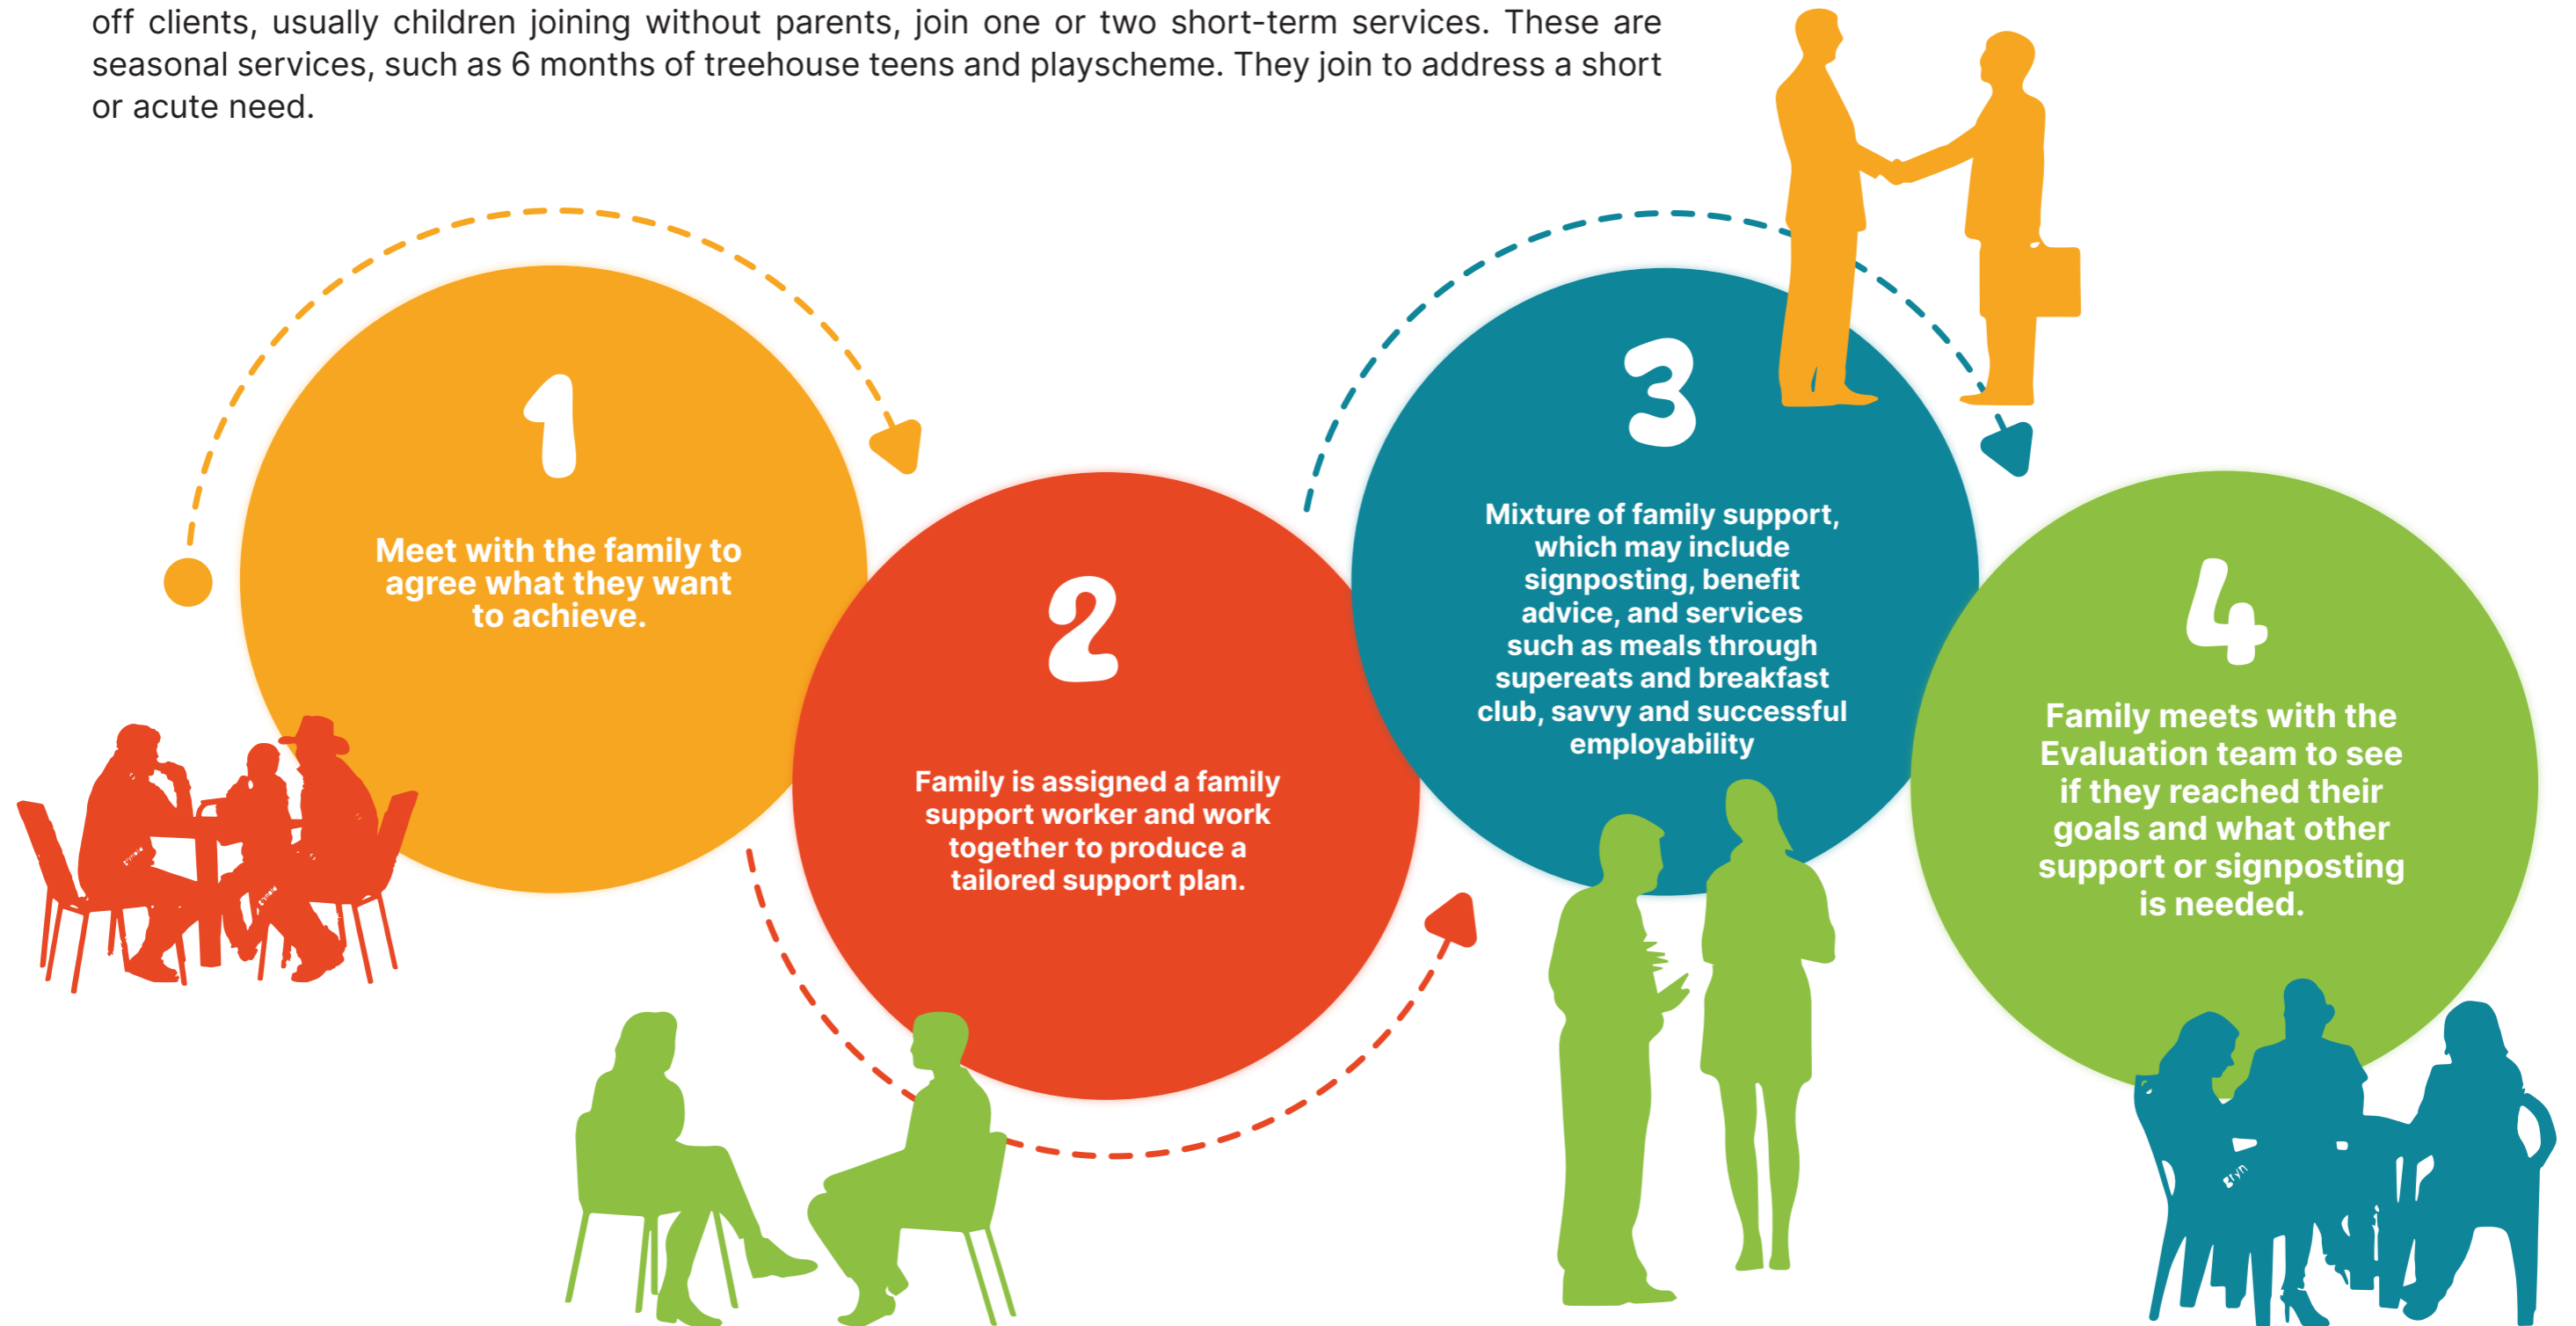 off clients, usually children joining without parents, join one or two short-term services. These are
seasonal services, such as 6 months of treehouse teens and playscheme. They join to address a short
or acute need.
1
Meet with the family to
agree what they want
to achieve.
2
Family is assigned a family
support worker and work
together to produce a
tailored support plan.
3
Mixture of family support,
which may include
signposting, benefit
advice, and services
such as meals through
supereats and breakfast
club, savvy and successful
employability
4
Family meets with the
Evaluation team to see
if they reached their
goals and what other
support or signposting
is needed.